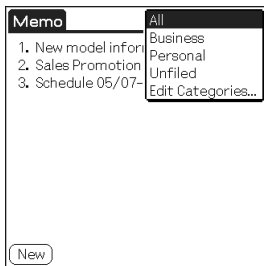 Memo
All
Business
Personal
Unfiled
Edit Categories...
1. New model infor
2. Sales Promotion
3. Schedule 05/07-
New